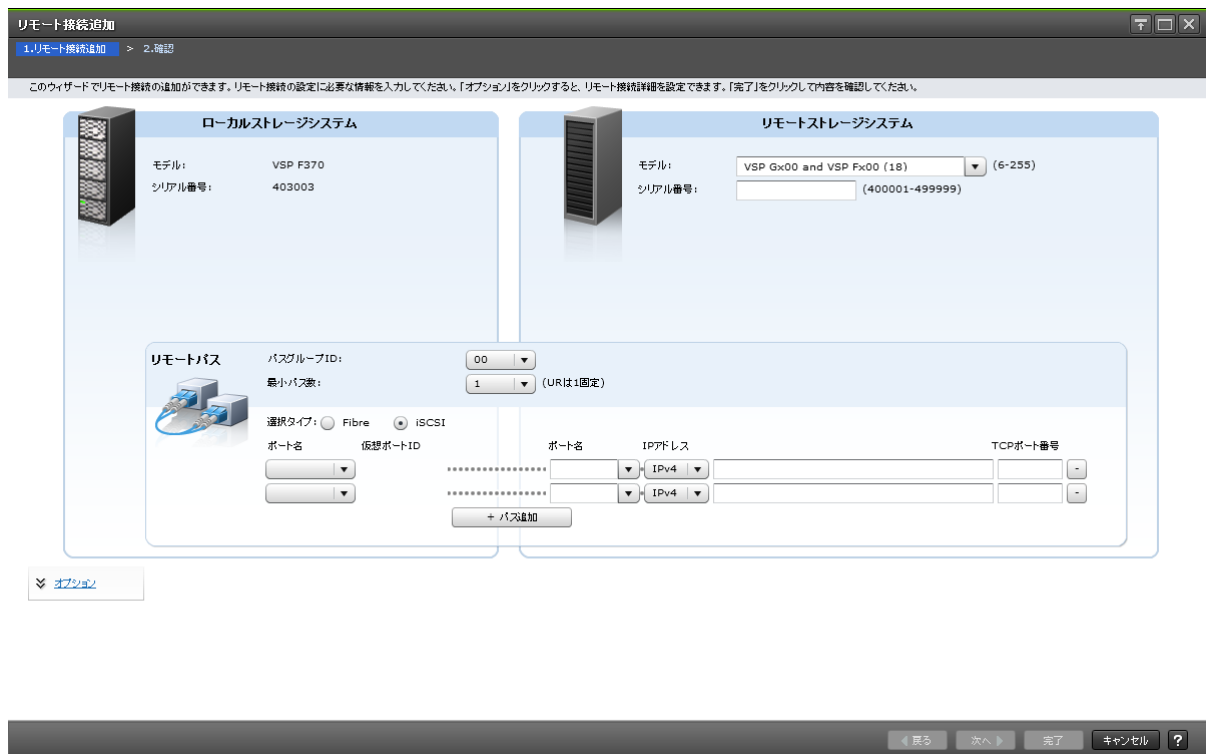 リモート接続追加
1.リモート接続追加 > 2.確認
このウィザードでリモート接続の追加ができます。リモート接続の設定に必要な情報を入力してください。「オプション」をクリックすると、リモート接続詳細を設定できます。「完了」をクリックして内容を確認してください。
ローカルストレージシステム
モデル: VSP F370
シリアル番号: 403003
リモートストレージシステム
モデル: VSP Gx00 and VSP Fx00 (18) (6-255)
シリアル番号: (400001-499999)
リモートパス
パスグループID: 00
最小パス数: 1 (URは1固定)
選択タイプ: Fibre iSCSI
ポート名 仮想ポートID ポート名 IPアドレス TCPポート番号
IPv4 -
IPv4 -
+ パス追加
オプション
戻る 次へ 完了 キャンセル ?